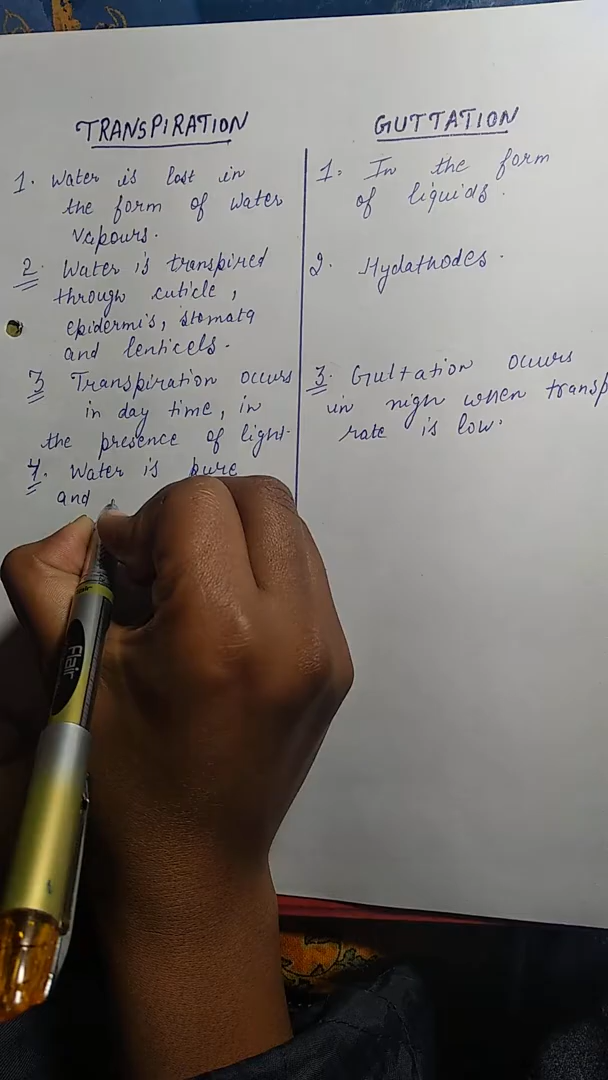 TRANSPIRATION
1. Water is lost in
the form of water
vapours.
2. Water is transpired
through cuticle,
epidermis, stomata
and lenticels.
3 Transpiration occurs
in day time, in
the presence of light.
4. Water is pure
and
GUTTATION
1. In the form
of liquids.
2. Hydathodes.
3. Guttation occurs
in nigh when transp
rate is low.
Flair